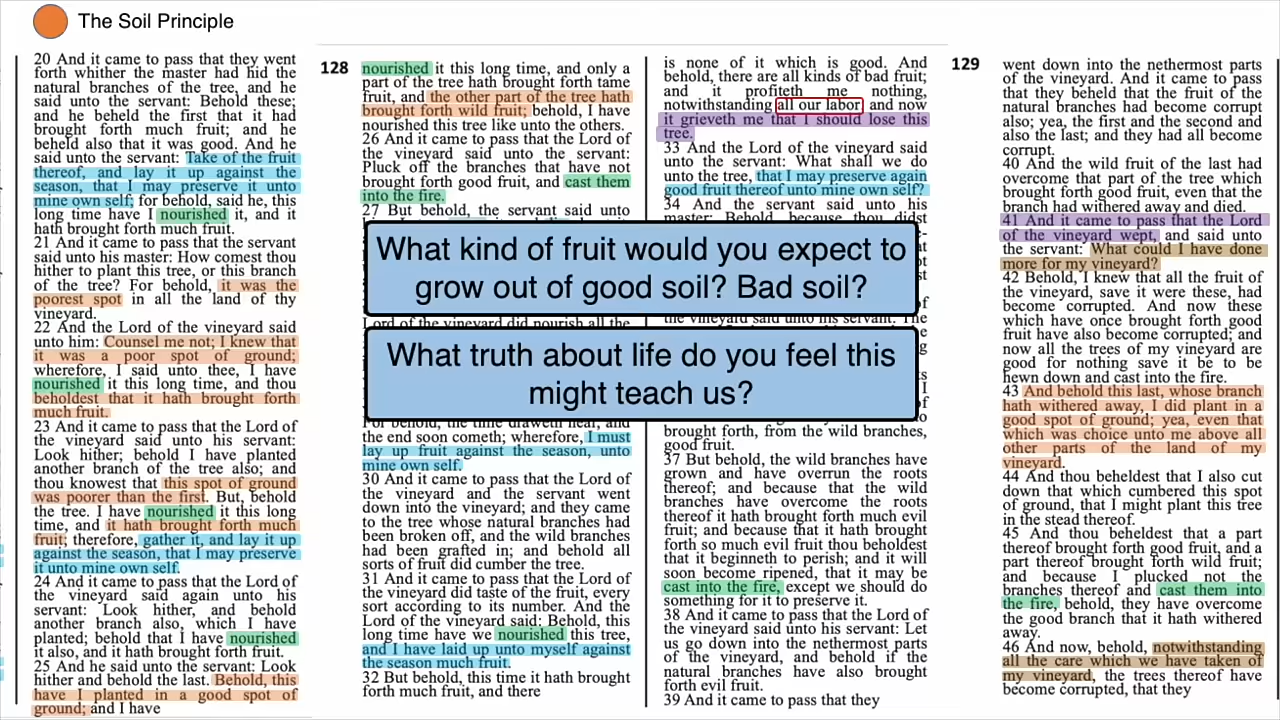 The Soil Principle
20 And it came to pass that they went
forth whither the master had hid the
natural branches of the tree, and he
said unto the servant: Behold these;
and he beheld the first that it had
brought forth much fruit; and he
beheld also that it was good. And he
said unto the servant: Take of the fruit
thereof, and lay it up against the
season, that I may preserve it unto
mine own self; for behold, said he, this
long time have I nourished it, and it
hath brought forth much fruit.
21 And it came to pass that the servant
said unto his master: How comest thou
hither to plant this tree, or this branch
of the tree? For behold, it was the
poorest spot in all the land of thy
vineyard.
22 And the Lord of the vineyard said
unto him: Counsel me not; I knew that
it was a poor spot of ground;
wherefore, I said unto thee, I have
nourished it this long time, and thou
beholdest that it hath brought forth
much fruit.
23 And it came to pass that the Lord of
the vineyard said unto his servant:
Look hither; behold I have planted
another branch of the tree also; and
thou knowest that this spot of ground
was poorer than the first. But, behold
the tree. I have nourished it this long
time, and it hath brought forth much
fruit; therefore, gather it, and lay it up
against the season, that I may preserve
it unto mine own self.
24 And it came to pass that the Lord of
the vineyard said again unto his
servant: Look hither, and behold
another branch also, which I have
planted; behold that I have nourished
it also, and it hath brought forth fruit.
25 And he said unto the servant: Look
hither and behold the last. Behold, this
have I planted in a good spot of
ground; and I have
128
nourished it this long time, and only a
part of the tree hath brought forth tame
fruit, and the other part of the tree hath
brought forth wild fruit; behold, I have
nourished this tree like unto the others.
26 And it came to pass that the Lord of
the vineyard said unto the servant:
Pluck off the branches that have not
brought forth good fruit, and cast them
into the fire.
27 But behold, the servant said unto
What kind of fruit would you expect to
grow out of good soil? Bad soil?
Lord of the vineyard did nourish all the
What truth about life do you feel this
might teach us?
For behold, the time draweth near, and
the end soon cometh; wherefore, I must
lay up fruit against the season, unto
mine own self.
30 And it came to pass that the Lord of
the vineyard and the servant went
down into the vineyard; and they came
to the tree whose natural branches had
been broken off, and the wild branches
had been grafted in; and behold all
sorts of fruit did cumber the tree.
31 And it came to pass that the Lord of
the vineyard did taste of the fruit, every
sort according to its number. And the
Lord of the vineyard said: Behold, this
long time have we nourished this tree,
and I have laid up unto myself against
the season much fruit.
32 But behold, this time it hath brought
forth much fruit, and there
is none of it which is good. And
behold, there are all kinds of bad fruit;
and it profiteth me nothing,
notwithstanding all our labor and now
it grieveth me that I should lose this
tree.
33 And the Lord of the vineyard said
unto the servant: What shall we do
unto the tree, that I may preserve again
good fruit thereof unto mine own self?
34 And the servant said unto his
master: Behold, because thou didst
the vineyard said unto his servant: The
brought forth, from the wild branches,
good fruit.
37 But behold, the wild branches have
grown and have overrun the roots
thereof; and because that the wild
branches have overcome the roots
thereof it hath brought forth much evil
fruit; and because that it hath brought
forth so much evil fruit thou beholdest
that it beginneth to perish; and it will
soon become ripened, that it may be
cast into the fire, except we should do
something for it to preserve it.
38 And it came to pass that the Lord of
the vineyard said unto his servant: Let
us go down into the nethermost parts
of the vineyard, and behold if the
natural branches have also brought
forth evil fruit.
39 And it came to pass that they
129
went down into the nethermost parts
of the vineyard. And it came to pass
that they beheld that the fruit of the
natural branches had become corrupt
also; yea, the first and the second and
also the last; and they had all become
corrupt.
40 And the wild fruit of the last had
overcome that part of the tree which
brought forth good fruit, even that the
branch had withered away and died.
41 And it came to pass that the Lord
of the vineyard wept, and said unto
the servant: What could I have done
more for my vineyard?
42 Behold, I knew that all the fruit of
the vineyard, save it were these, had
become corrupted. And now these
which have once brought forth good
fruit have also become corrupted; and
now all the trees of my vineyard are
good for nothing save it be to be
hewn down and cast into the fire.
43 And behold this last, whose branch
hath withered away, I did plant in a
good spot of ground; yea, even that
which was choice unto me above all
other parts of the land of my
vineyard.
44 And thou beheldest that I also cut
down that which cumbered this spot
of ground, that I might plant this tree
in the stead thereof.
45 And thou beheldest that a part
thereof brought forth good fruit, and a
part thereof brought forth wild fruit;
and because I plucked not the
branches thereof and cast them into
the fire, behold, they have overcome
the good branch that it hath withered
away.
46 And now, behold, notwithstanding
all the care which we have taken of
my vineyard, the trees thereof have
become corrupted, that they